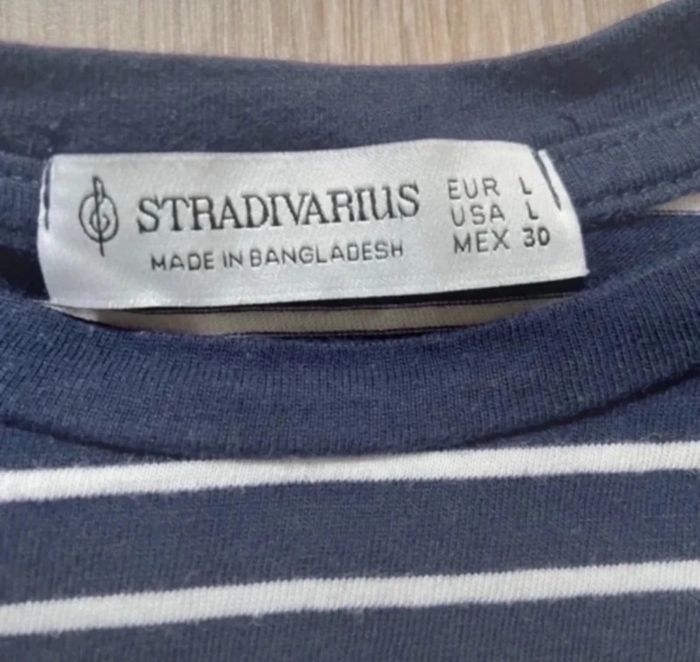 STRADIVARIUS
MADE IN BANGLADESH
EUR L
USA L
MEX 30